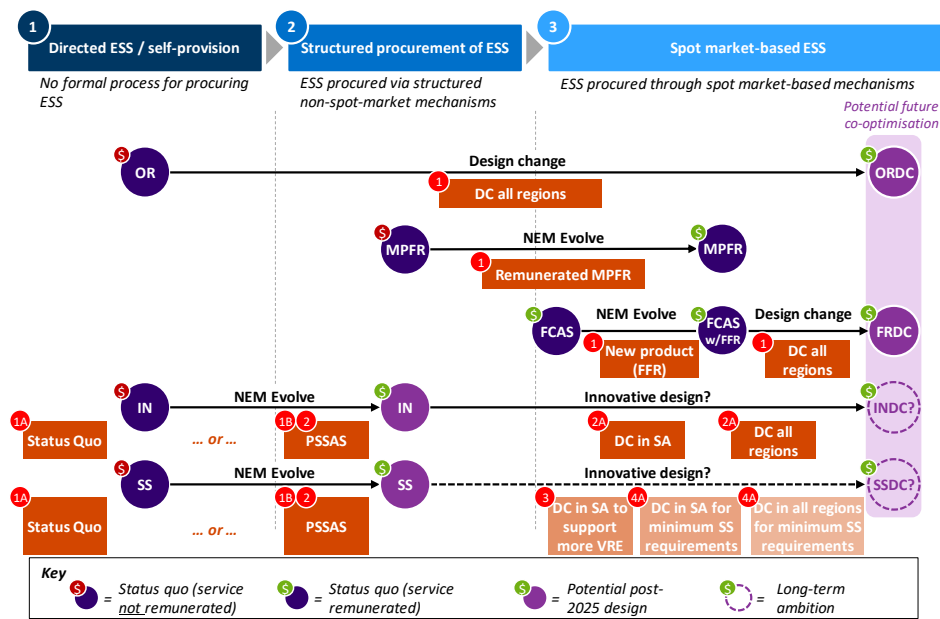 1
Directed ESS / self-provision
2
Structured procurement of ESS
3
Spot market-based ESS
No formal process for procuring
ESS
ESS procured via structured
non-spot-market mechanisms
ESS procured through spot market-based mechanisms
Potential future
co-optimisation
$
OR
Design change
1
DC all regions
$
ORDC
$
MPFR
NEM Evolve
1
Remunerated MPFR
$
MPFR
$
FCAS
NEM Evolve
1
New product
(FFR)
$
FCAS
w/FFR
Design change
1
DC all
regions
$
FRDC
1A
Status Quo
$
IN
NEM Evolve
... or ...
1B
2
PSSAS
$
IN
Innovative design?
2A
DC in SA
2A
DC all
regions
$
INDC?
1A
Status Quo
$
SS
NEM Evolve
... or ...
1B
2
PSSAS
$
SS
Innovative design?
3
DC in SA to
support
more VRE
4A
DC in SA for
minimum SS
requirements
4A
DC in all regions
for minimum SS
requirements
$
SSDC?
Key
$
= Status quo (service
not remunerated)
$
= Status quo (service
remunerated)
$
= Potential post-
2025 design
$
= Long-term
ambition